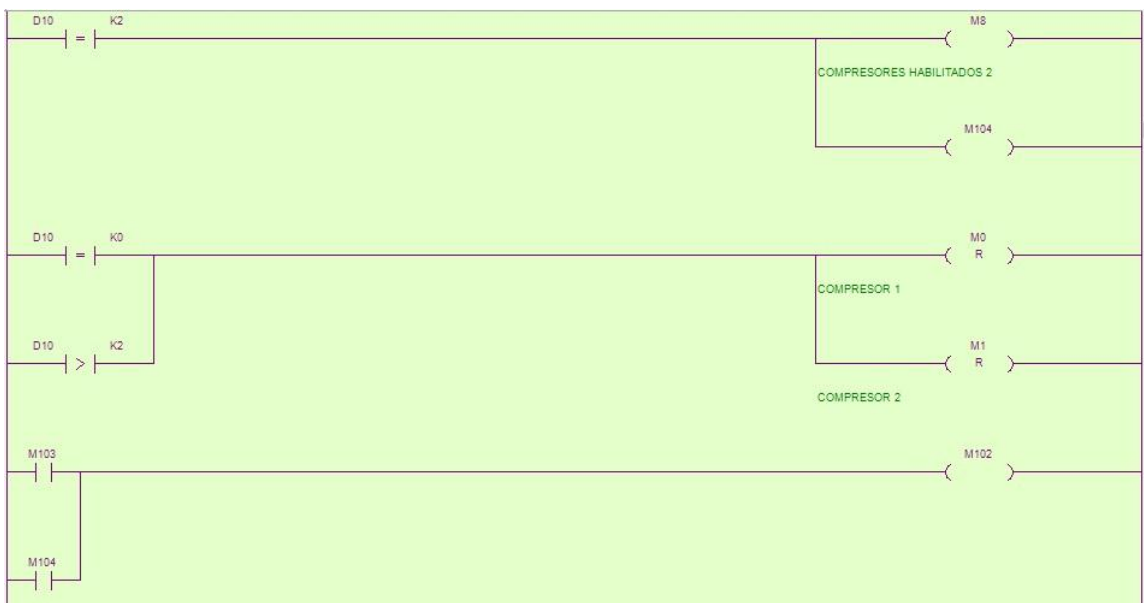 D10 K2 M8
=
COMPRESORES HABILITADOS 2
M104
D10 K0 M0
= R
COMPRESOR 1
D10 K2 M1
> R
COMPRESOR 2
M103 M102
M104